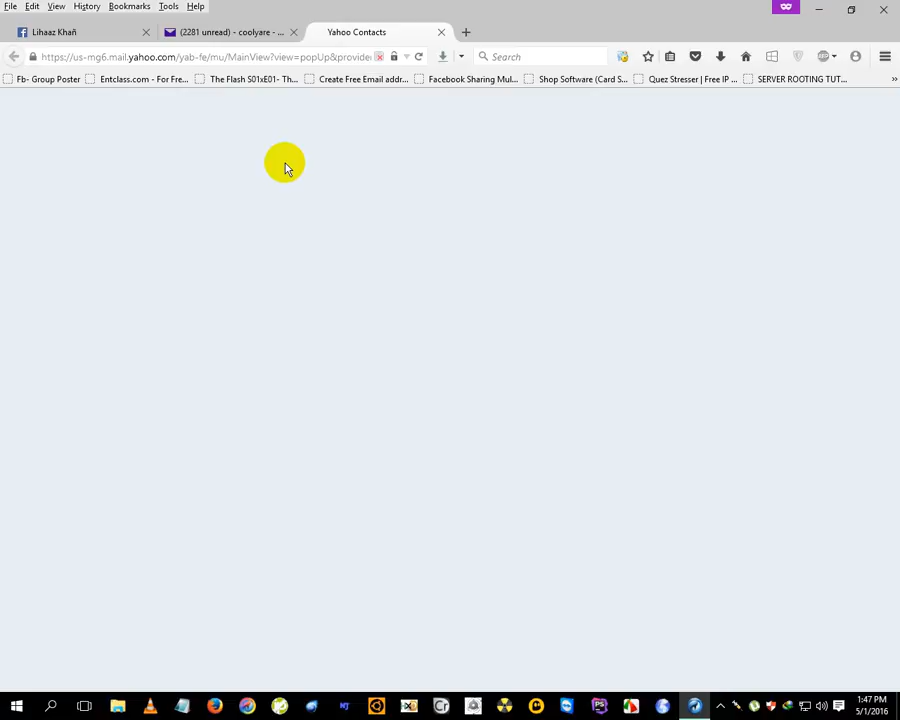 File Edit View History Bookmarks Tools Help
Lihaaz Khañ
(2281 unread) - coolyare - ...
Yahoo Contacts
https://us-mg6.mail.yahoo.com/yab-fe/mu/MainView?view=popUp&provide
Search
Fb- Group Poster
Entclass.com - For Fre...
The Flash S01xE01- Th...
Create Free Email addr...
Facebook Sharing Mul...
Shop Software (Card S...
Quez Stresser | Free IP ...
SERVER ROOTING TUT...
1:47 PM
5/1/2016